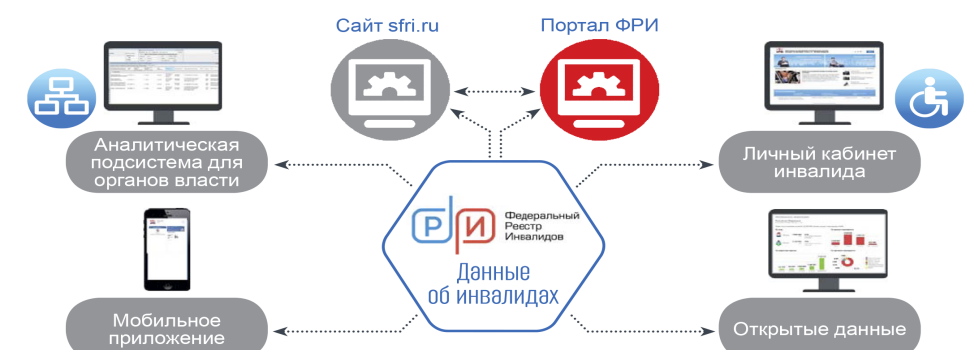 Сайт sfri.ru
Портал ФРИ
Аналитическая
подсистема для
органов власти
Личный кабинет
инвалида
РИ
Федеральный
Реестр
Инвалидов
Данные
об инвалидах
Мобильное
приложение
Открытые данные